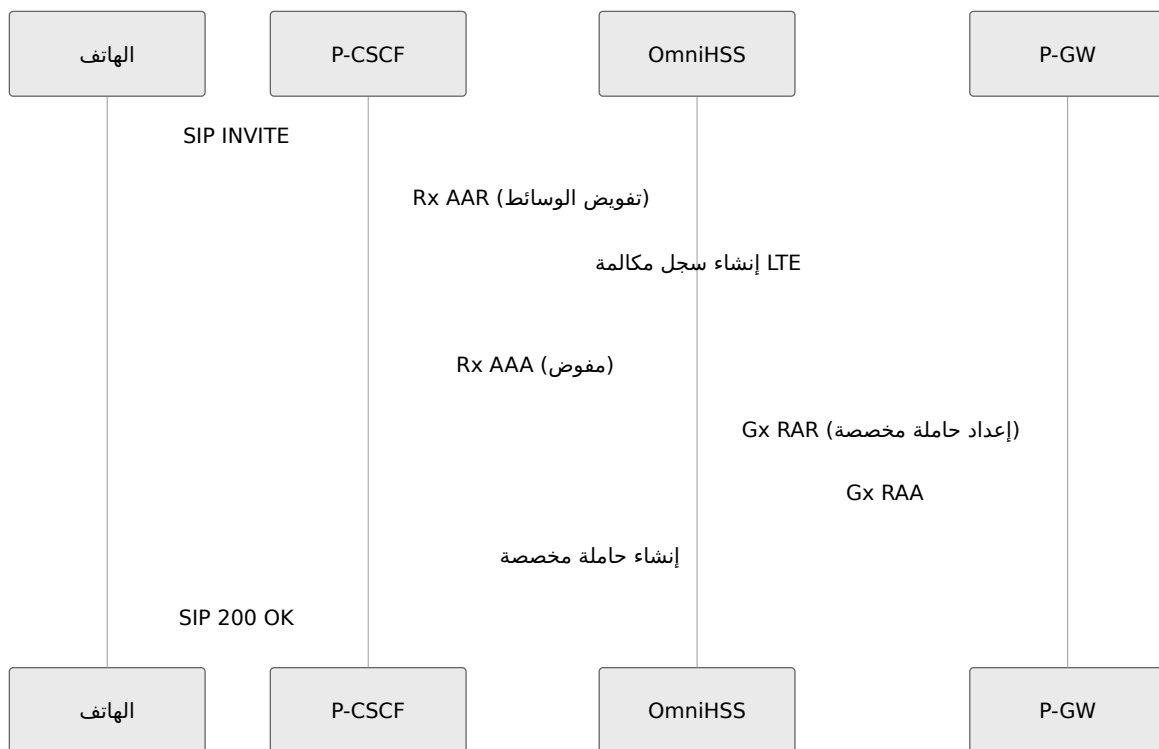 الهاتف
P-CSCF
OmniHSS
P-GW
SIP INVITE
Rx AAR (تفويض الوسائط)
إنشاء سجل مكالمة LTE
Rx AAA (مفوض)
Gx RAR (إعداد حاملة مخصصة)
Gx RAA
إنشاء حاملة مخصصة
SIP 200 OK
الهاتف
P-CSCF
OmniHSS
P-GW